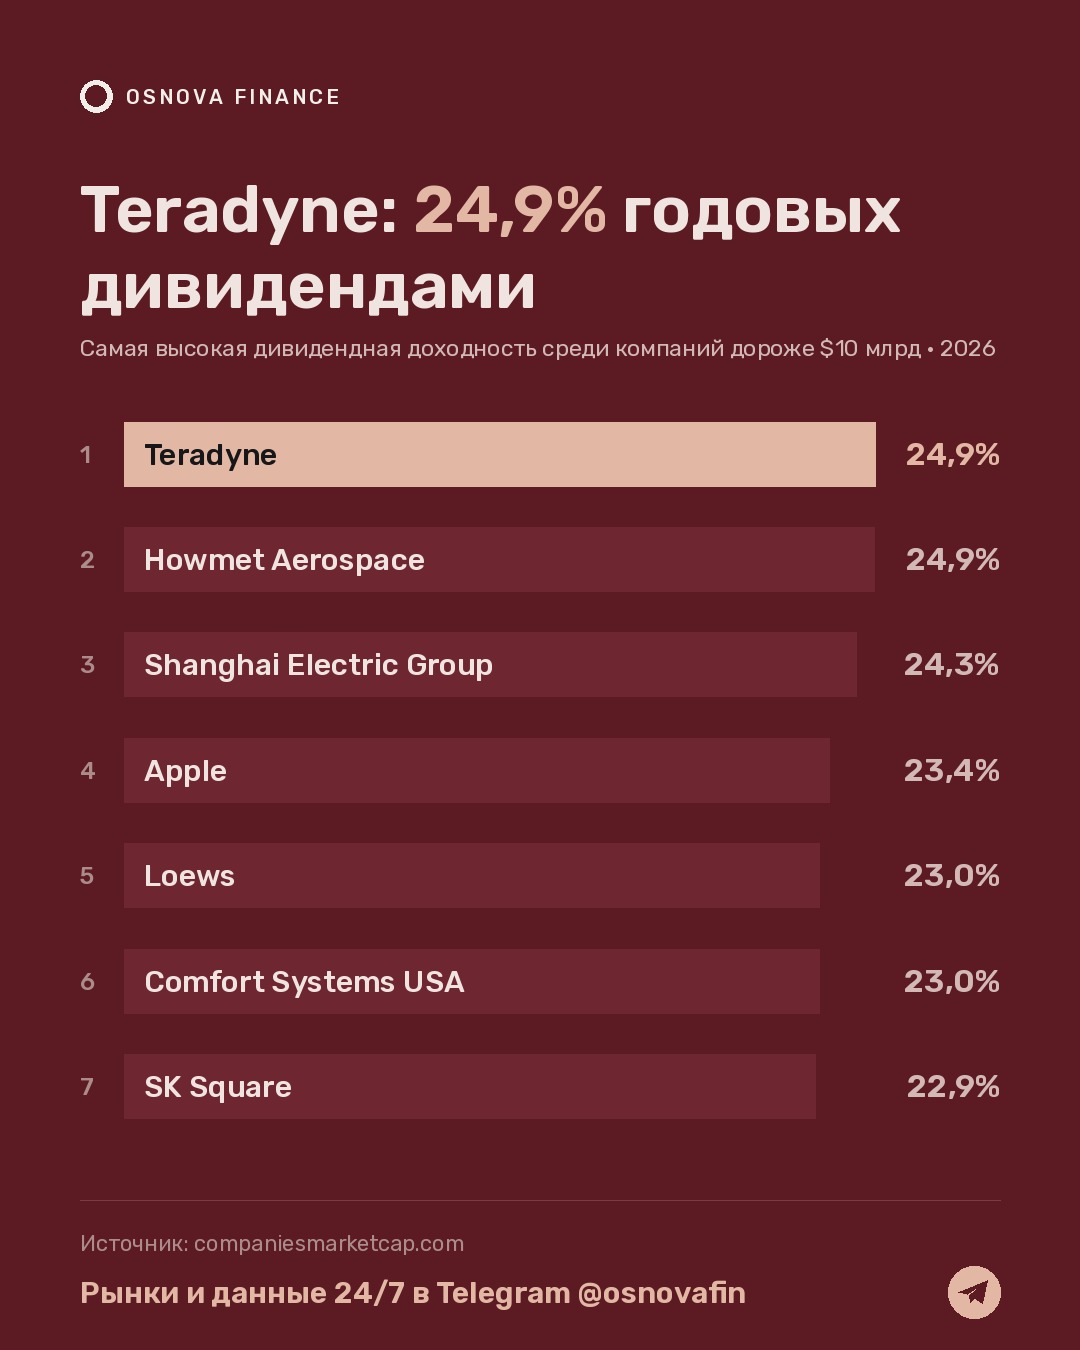 OSNOVA FINANCE
Teradyne: 24,9% годовых
дивидендами
Самая высокая дивидендная доходность среди компаний дороже $10 млрд • 2026
1 Teradyne 24,9%
2 Howmet Aerospace 24,9%
3 Shanghai Electric Group 24,3%
4 Apple 23,4%
5 Loews 23,0%
6 Comfort Systems USA 23,0%
7 SK Square 22,9%
Источник: companiesmarketcap.com
Рынки и данные 24/7 в Telegram @osnovafin